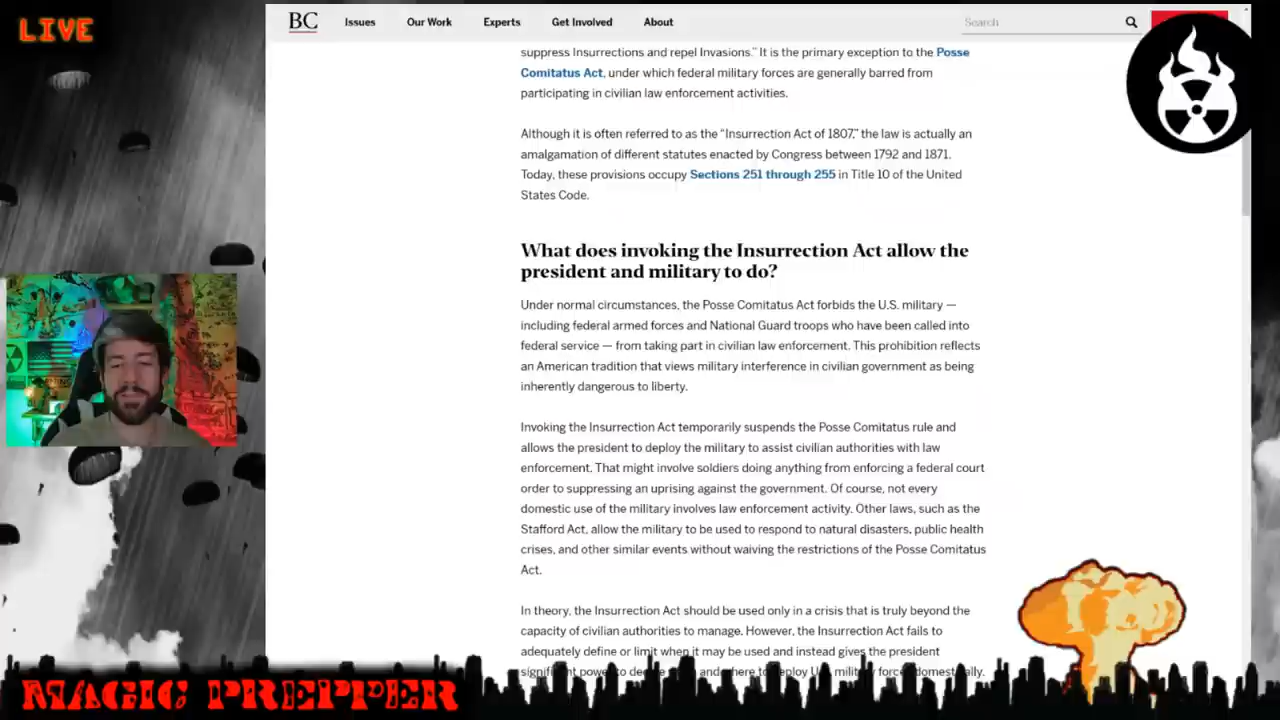 LIVE
BC
Issues
Our Work
Experts
Get Involved
About
Search
suppress Insurrections and repel Invasions.” It is the primary exception to the Posse
Comitatus Act, under which federal military forces are generally barred from
participating in civilian law enforcement activities.
Although it is often referred to as the “Insurrection Act of 1807,” the law is actually an
amalgamation of different statutes enacted by Congress between 1792 and 1871.
Today, these provisions occupy Sections 251 through 255 in Title 10 of the United
States Code.
What does invoking the Insurrection Act allow the
president and military to do?
Under normal circumstances, the Posse Comitatus Act forbids the U.S. military —
including federal armed forces and National Guard troops who have been called into
federal service — from taking part in civilian law enforcement. This prohibition reflects
an American tradition that views military interference in civilian government as being
inherently dangerous to liberty.
Invoking the Insurrection Act temporarily suspends the Posse Comitatus rule and
allows the president to deploy the military to assist civilian authorities with law
enforcement. That might involve soldiers doing anything from enforcing a federal court
order to suppressing an uprising against the government. Of course, not every
domestic use of the military involves law enforcement activity. Other laws, such as the
Stafford Act, allow the military to be used to respond to natural disasters, public health
crises, and other similar events without waiving the restrictions of the Posse Comitatus
Act.
In theory, the Insurrection Act should be used only in a crisis that is truly beyond the
capacity of civilian authorities to manage. However, the Insurrection Act fails to
adequately define or limit when it may be used and instead gives the president
significant power to and where to deploy military domestically.
MAGIC PREPPER